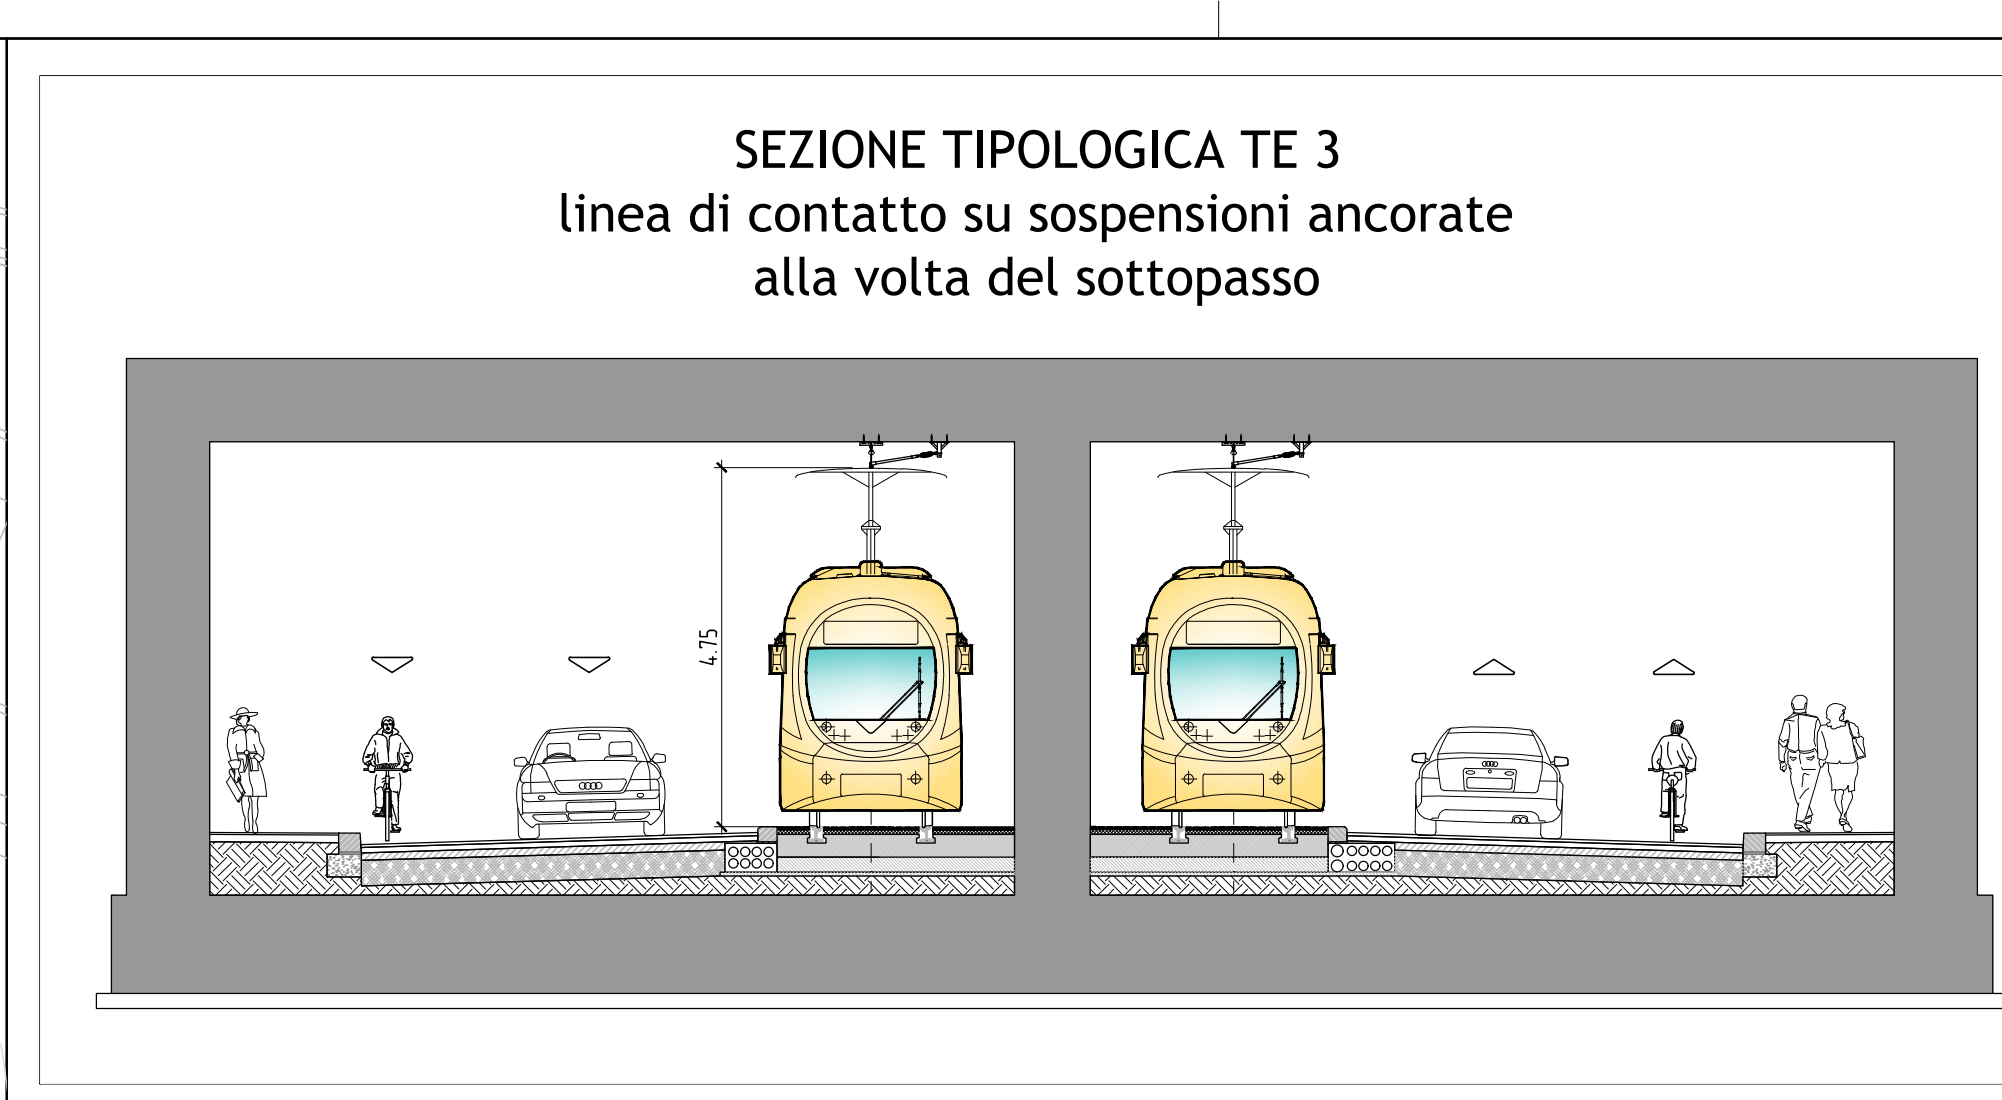 SEZIONE TIPOLOGICA TE 3
linea di contatto su sospensioni ancorate
alla volta del sottopasso
4.75